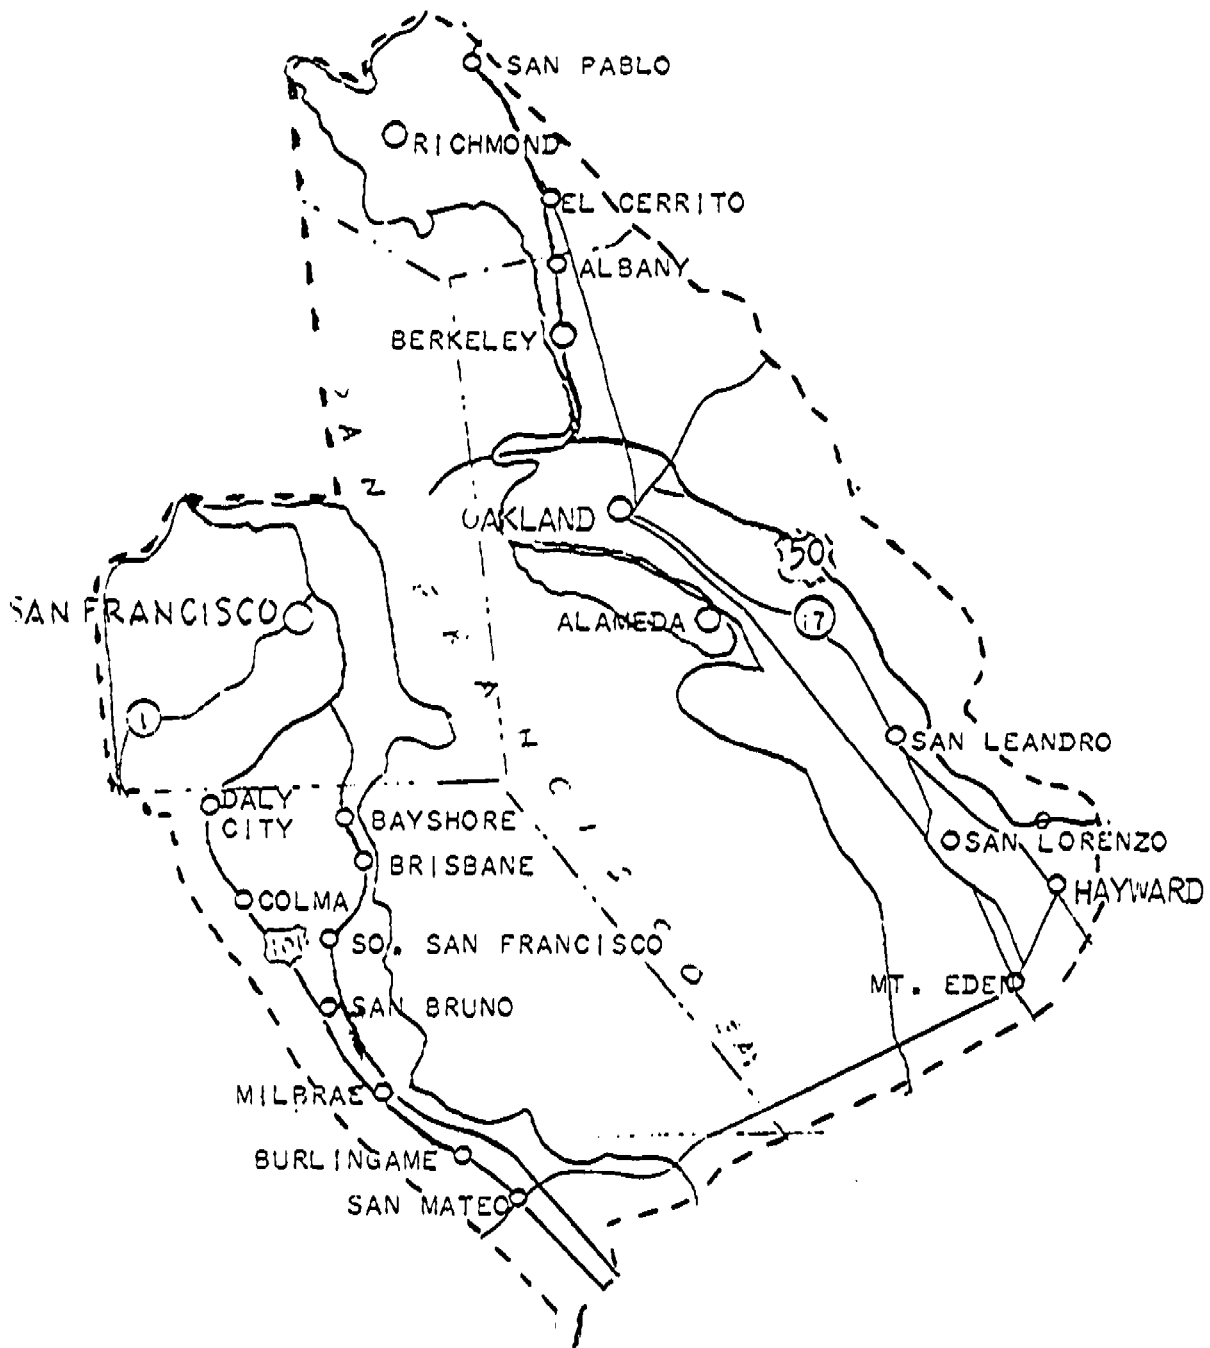 SAN PABLO
RICHMOND
EL CERRITO
ALBANY
BERKELEY
OAKLAND
50
SAN FRANCISCO
ALAMEDA
17
1
SAN LEANDRO
DALY
CITY
BAYSHORE
SAN LORENZO
BRISBANE
HAYWARD
COLMA
101
SO. SAN FRANCISCO
MT. EDEN
SAN BRUNO
MILBRAE
BURLINGAME
SAN MATEO